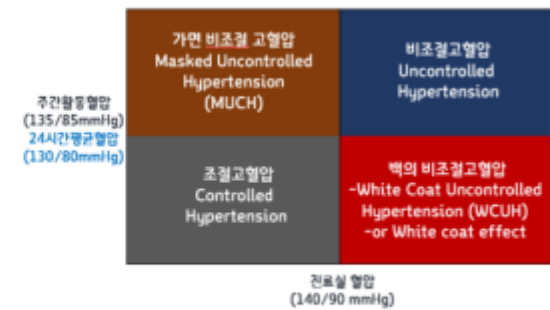 가면 비조절 고혈압
Masked Uncontrolled
Hypertension
(MUCH)
비조절고혈압
Uncontrolled
Hypertension
주간활동혈압
(135/85mmHg)
24시간평균혈압
(130/80mmHg)
조절고혈압
Controlled
Hypertension
백의 비조절고혈압
-White Coat Uncontrolled
Hypertension (WCUH)
-or White coat effect
진료실 혈압
(140/90 mmHg)